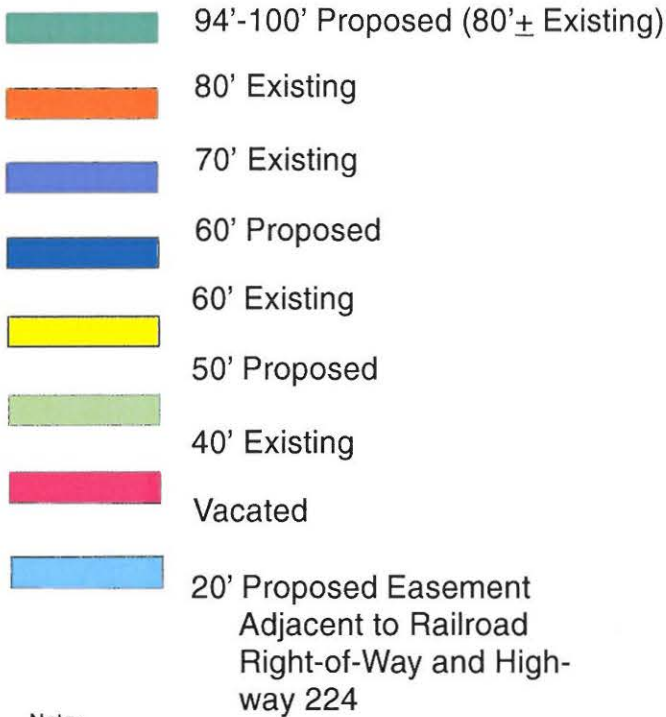 94'-100' Proposed (80'± Existing)
80' Existing
70' Existing
60' Proposed
60' Existing
50' Proposed
40' Existing
Vacated
20' Proposed Easement
Adjacent to Railroad
Right-of-Way and High-
way 224